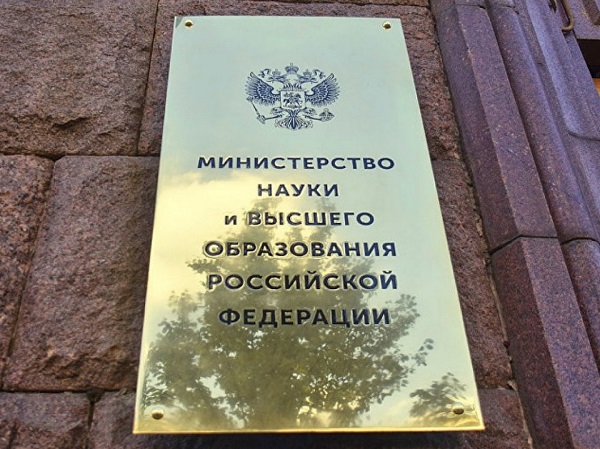 МИНИСТЕРСТВО
НАУКИ
и ВЫСШЕГО
ОБРАЗОВАНИЯ
РОССИЙСКОЙ
ФЕДЕРАЦИИ